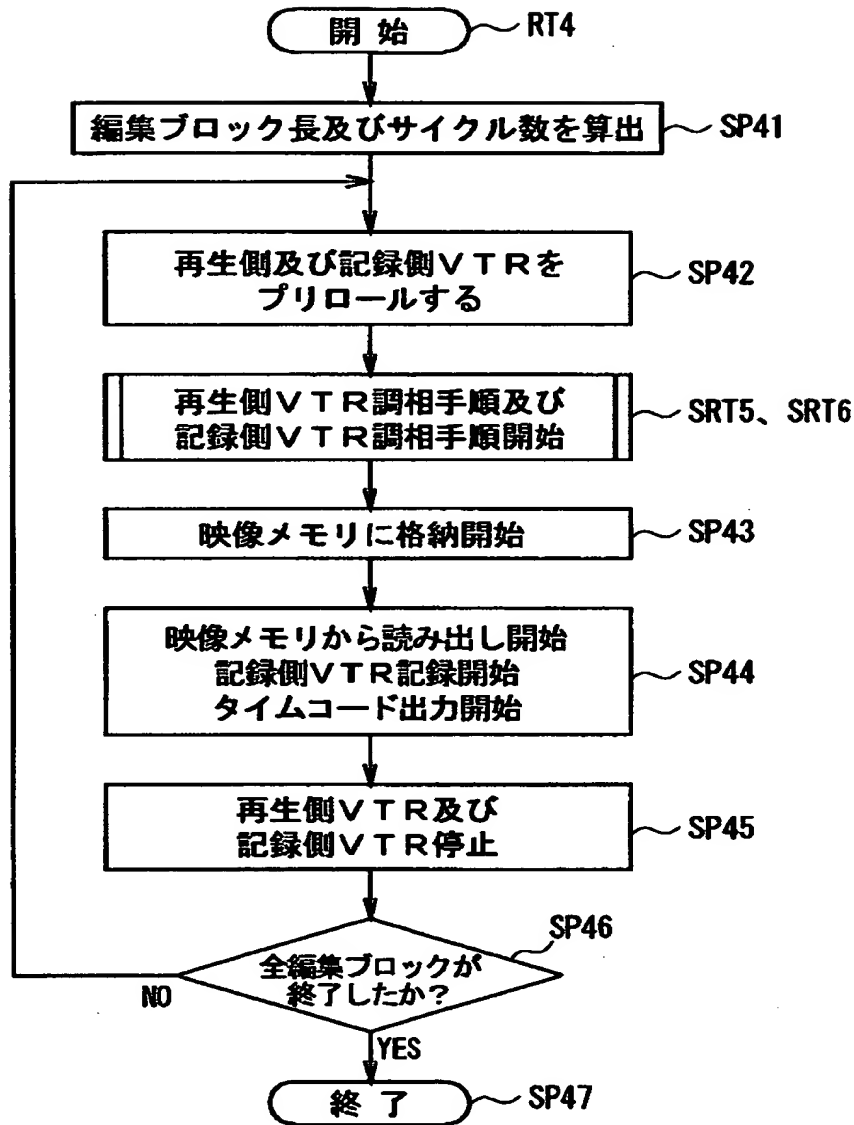 開 始
RT4
編集ブロック長及びサイクル数を算出
SP41
再生側及び記録側VTRを
プリロールする
SP42
再生側VTR調相手順及び
記録側VTR調相手順開始
SRT5、SRT6
映像メモリに格納開始
SP43
映像メモリから読み出し開始
記録側VTR記録開始
タイムコード出力開始
SP44
再生側VTR及び
記録側VTR停止
SP45
SP46
全編集ブロックが
終了したか?
NO
YES
終 了
SP47